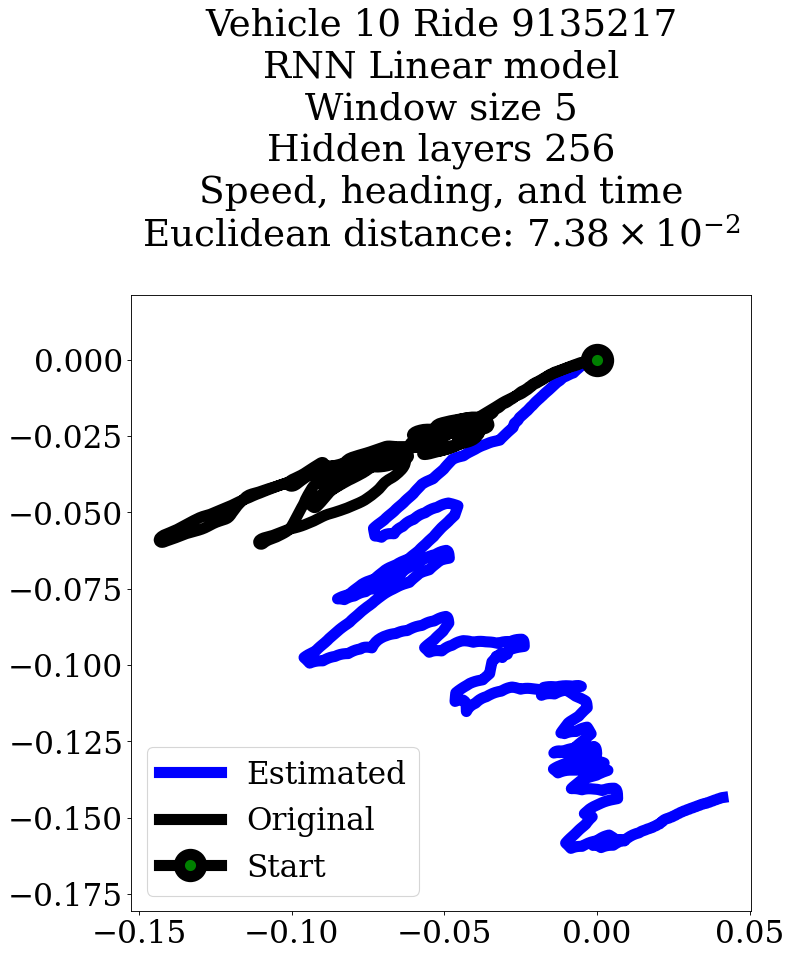 Vehicle 10 Ride 9135217
RNN Linear model
Window size 5
Hidden layers 256
Speed, heading, and time
Euclidean distance: 7.38 × 10⁻²
0.000
−0.025
−0.050
−0.075
−0.100
−0.125
−0.150
−0.175
Estimated
Original
Start
−0.15 −0.10 −0.05 0.00 0.05